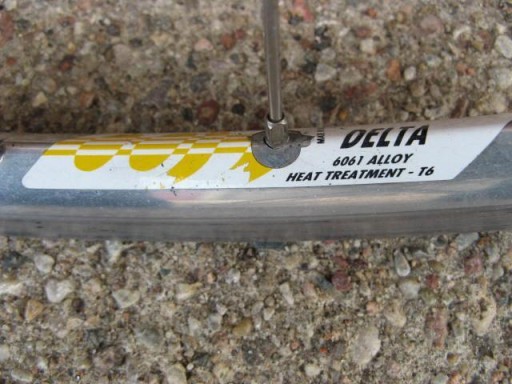 DELTA
6061 ALLOY
HEAT TREATMENT - T6